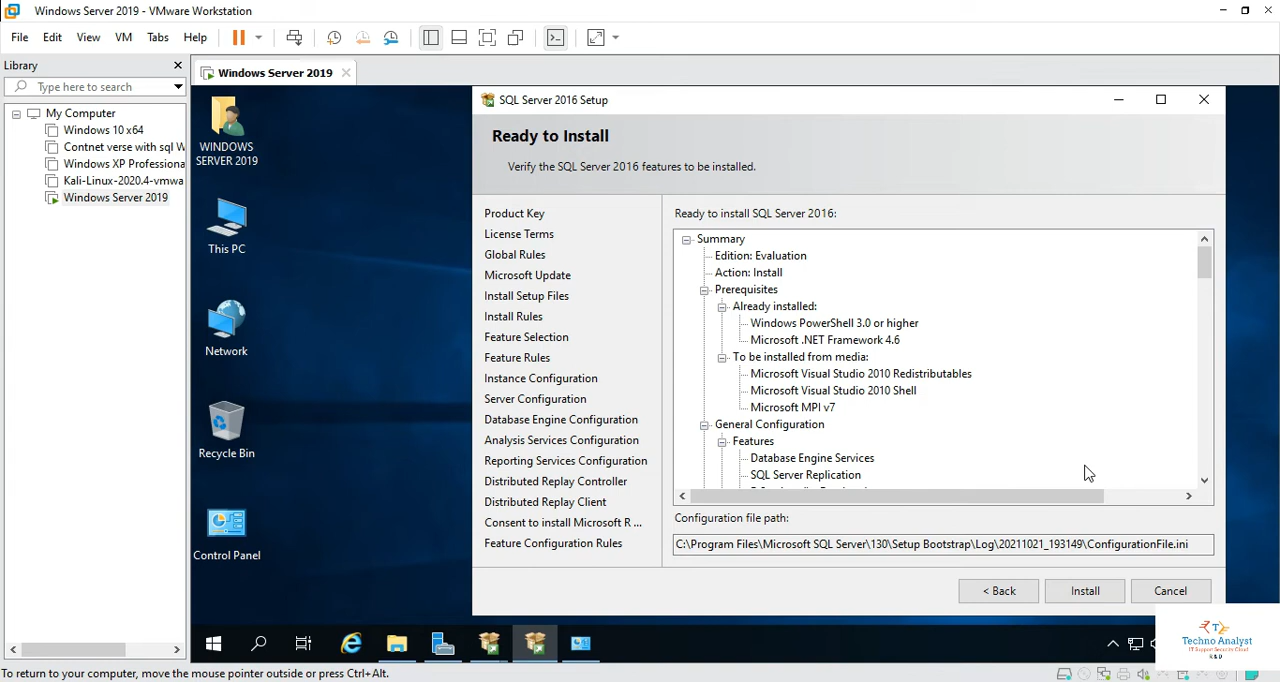 Windows Server 2019 - VMware Workstation
File Edit View VM Tabs Help
Library
Type here to search
My Computer
Windows 10 x64
Contnet verse with sql W
Windows XP Professiona
Kali-Linux-2020.4-vmwa
Windows Server 2019
Windows Server 2019
WINDOWS
SERVER 2019
This PC
Network
Recycle Bin
Control Panel
SQL Server 2016 Setup
Ready to Install
Verify the SQL Server 2016 features to be installed.
Product Key
License Terms
Global Rules
Microsoft Update
Install Setup Files
Install Rules
Feature Selection
Feature Rules
Instance Configuration
Server Configuration
Database Engine Configuration
Analysis Services Configuration
Reporting Services Configuration
Distributed Replay Controller
Distributed Replay Client
Consent to install Microsoft R ...
Feature Configuration Rules
Ready to install SQL Server 2016:
Summary
Edition: Evaluation
Action: Install
Prerequisites
Already installed:
Windows PowerShell 3.0 or higher
Microsoft .NET Framework 4.6
To be installed from media:
Microsoft Visual Studio 2010 Redistributables
Microsoft Visual Studio 2010 Shell
Microsoft MPI v7
General Configuration
Features
Database Engine Services
SQL Server Replication
Configuration file path:
C:\Program Files\Microsoft SQL Server\130\Setup Bootstrap\Log\20211021_193149\ConfigurationFile.ini
< Back Install Cancel
T
Techno Analyst
IT Support Security Cloud
R&D
To return to your computer, move the mouse pointer outside or press Ctrl+Alt.